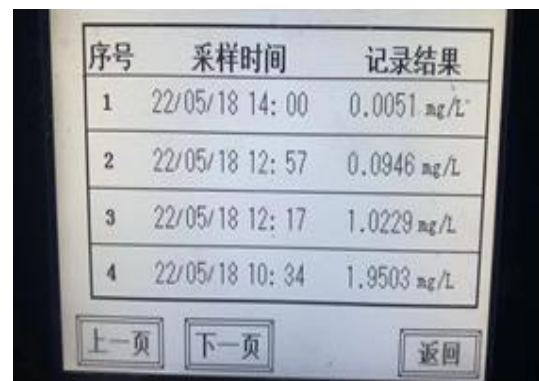 序号 采样时间 记录结果
1 22/05/18 14: 00 0.0051 mg/L
2 22/05/18 12: 57 0.0946 mg/L
3 22/05/18 12: 17 1.0229 mg/L
4 22/05/18 10: 34 1.9503 mg/L
上一页 下一页 返回